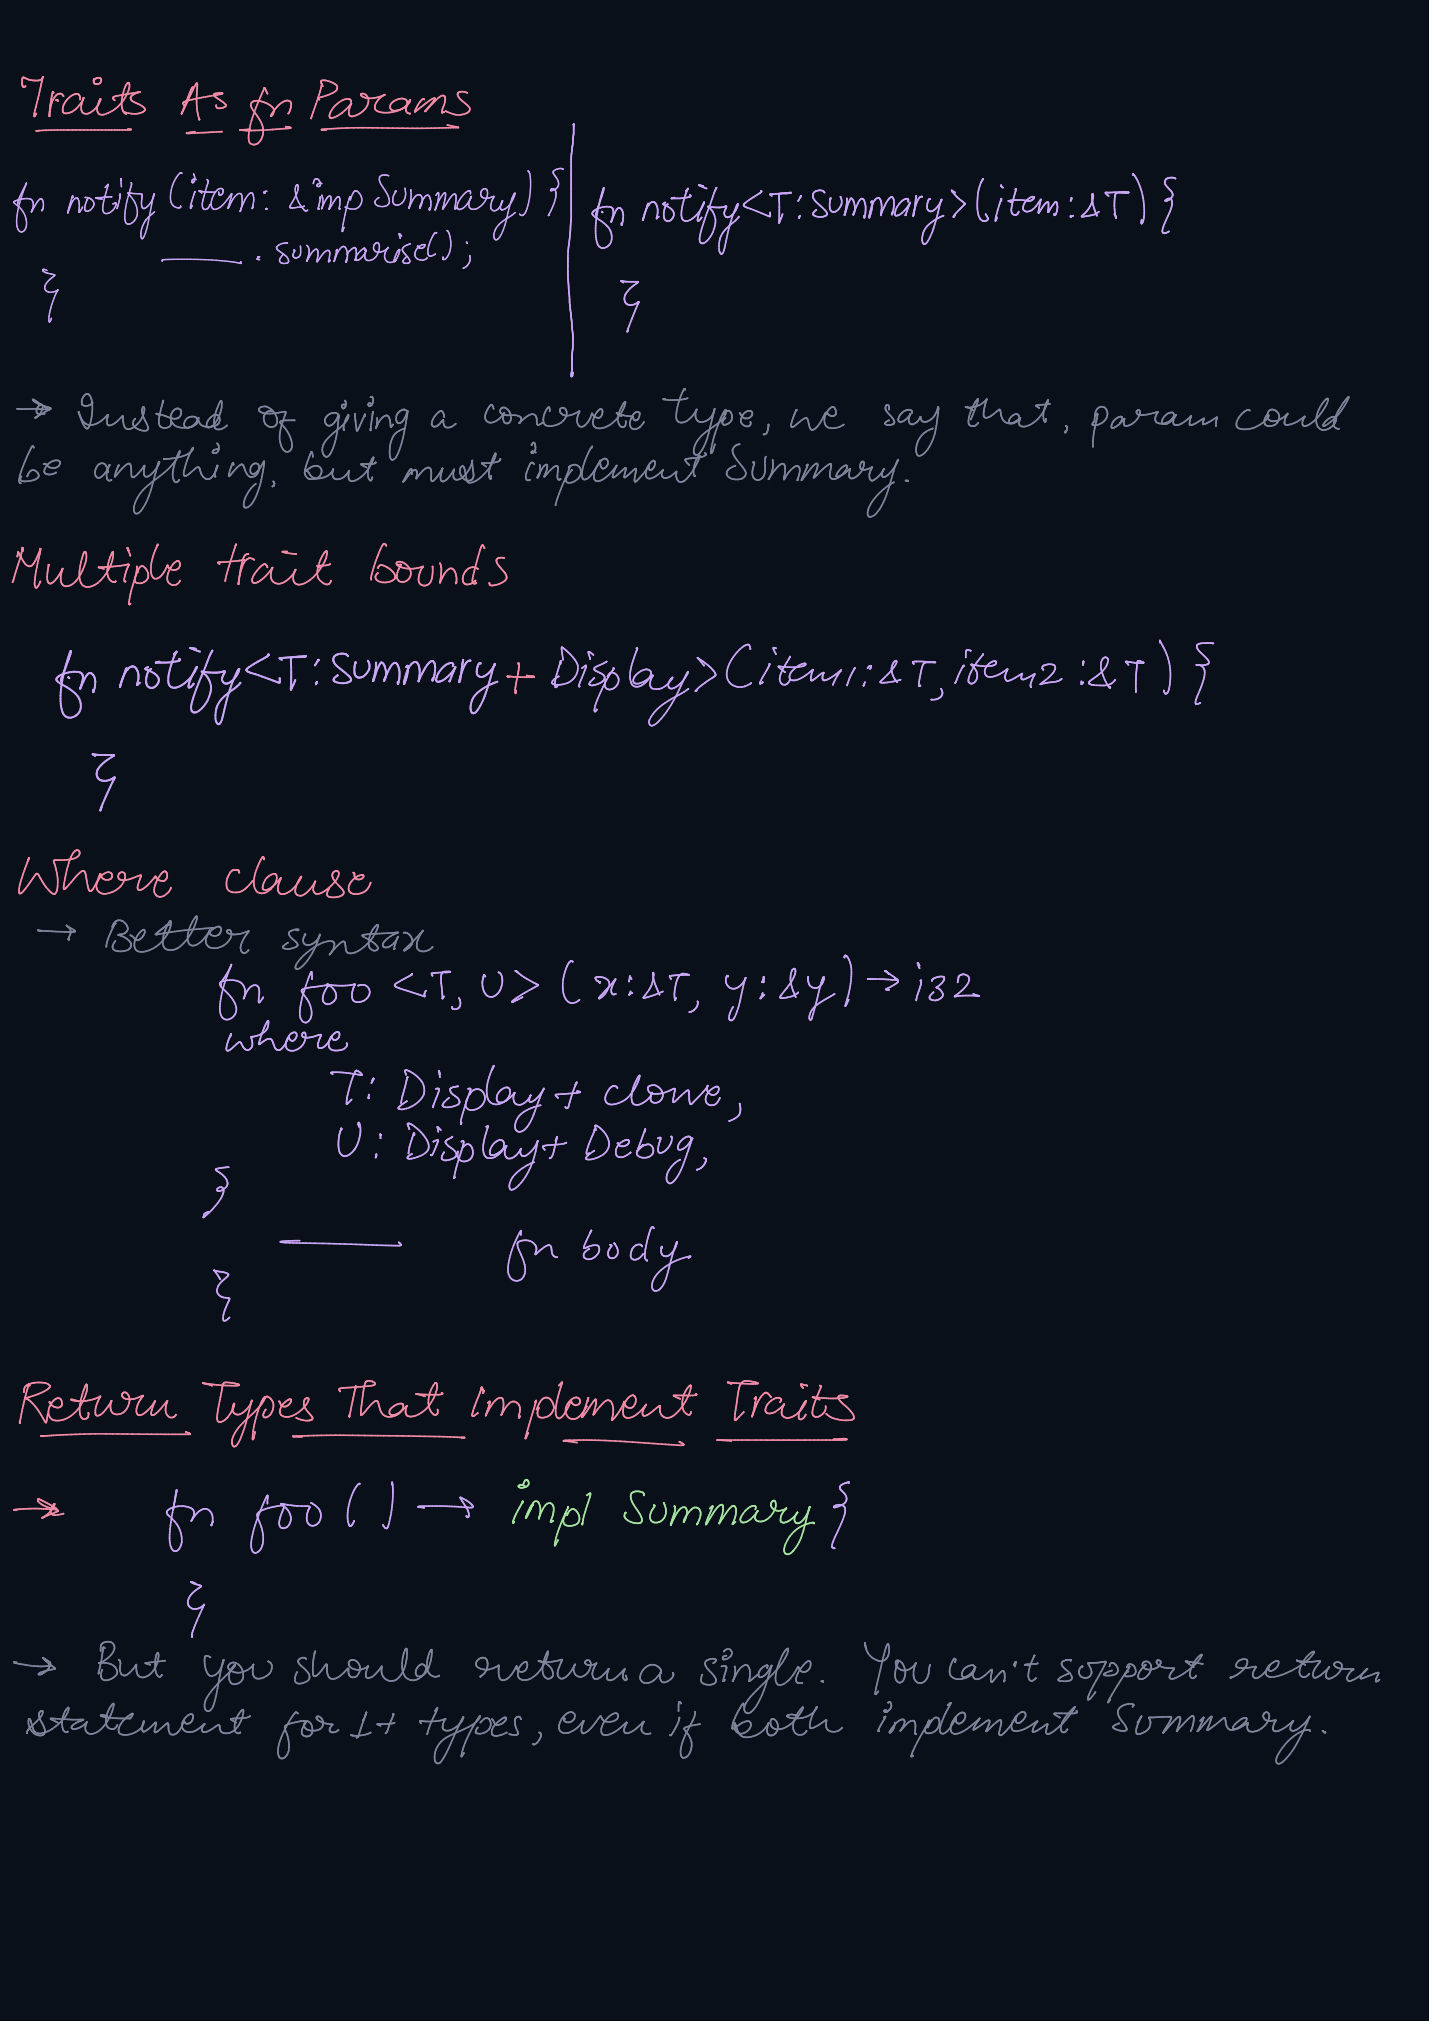 Traits As fn Params
fn notify (item: &imp Summary) {
____ . summarise();
}
fn notify<T:Summary>(item:&T) {
}
→ Instead of giving a concrete type, we say that, param could
be anything, but must implement Summary.
Multiple trait bounds
fn notify<T:Summary + Display>(item1:&T, item2:&T) {
}
Where clause
→ Better syntax
fn foo <T, U> (x:&T, y:&y) → i32
where
T: Display + clone,
U: Display + Debug,
}
____ fn body
}
Return Types That Implement Traits
→ fn foo () → impl Summary {
}
→ But you should return a single. You can't support return
statement for 1+ types, even if both implement Summary.